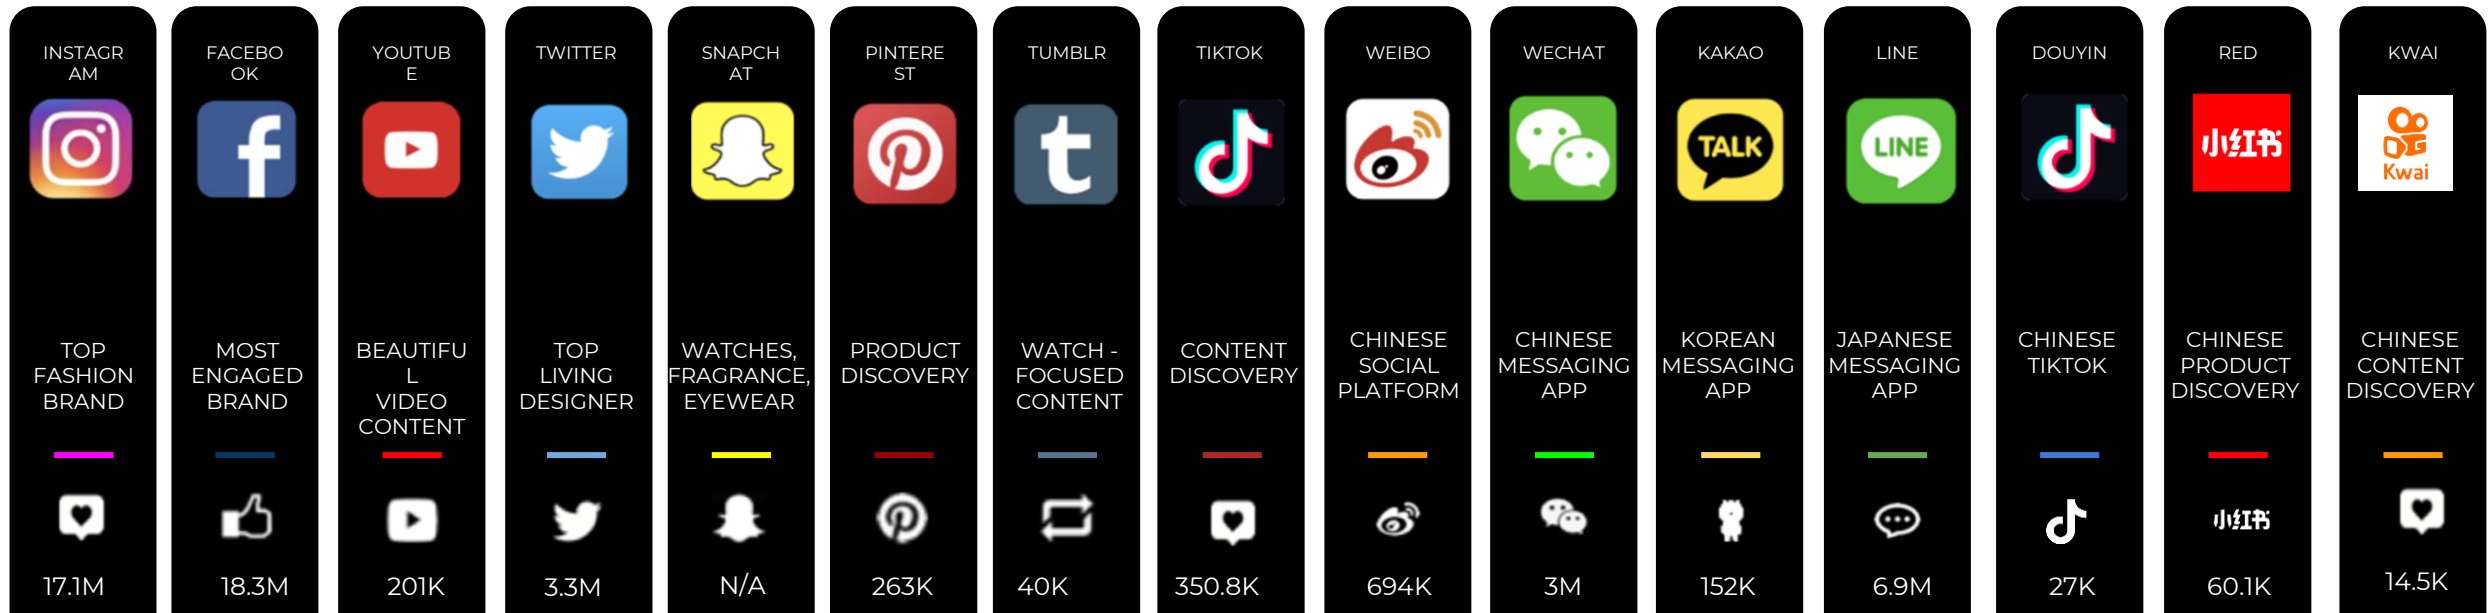 INSTAGR
AM
TOP
FASHION
BRAND
17.1M
FACEBO
OK
MOST
ENGAGED
BRAND
18.3M
YOUTUB
E
BEAUTIFU
L
VIDEO
CONTENT
201K
TWITTER
TOP
LIVING
DESIGNER
3.3M
SNAPCH
AT
WATCHES,
FRAGRANCE,
EYEWEAR
N/A
PINTERE
ST
PRODUCT
DISCOVERY
263K
TUMBLR
WATCH -
FOCUSED
CONTENT
40K
TIKTOK
CONTENT
DISCOVERY
350.8K
WEIBO
CHINESE
SOCIAL
PLATFORM
694K
WECHAT
CHINESE
MESSAGING
APP
3M
KAKAO
TALK
KOREAN
MESSAGING
APP
152K
LINE
LINE
JAPANESE
MESSAGING
APP
6.9M
DOUYIN
CHINESE
TIKTOK
27K
RED
小红书
CHINESE
PRODUCT
DISCOVERY
小红书
60.1K
KWAI
Kwai
CHINESE
CONTENT
DISCOVERY
14.5K